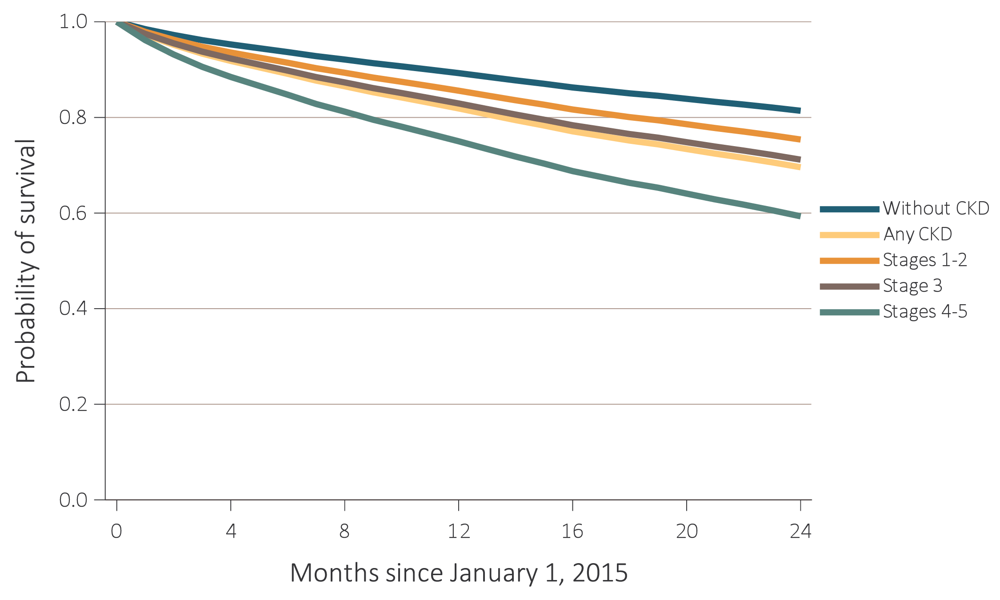 Probability of survival
1.0
0.8
0.6
0.4
0.2
0.0
0 4 8 12 16 20 24
Months since January 1, 2015
Without CKD
Any CKD
Stages 1-2
Stage 3
Stages 4-5